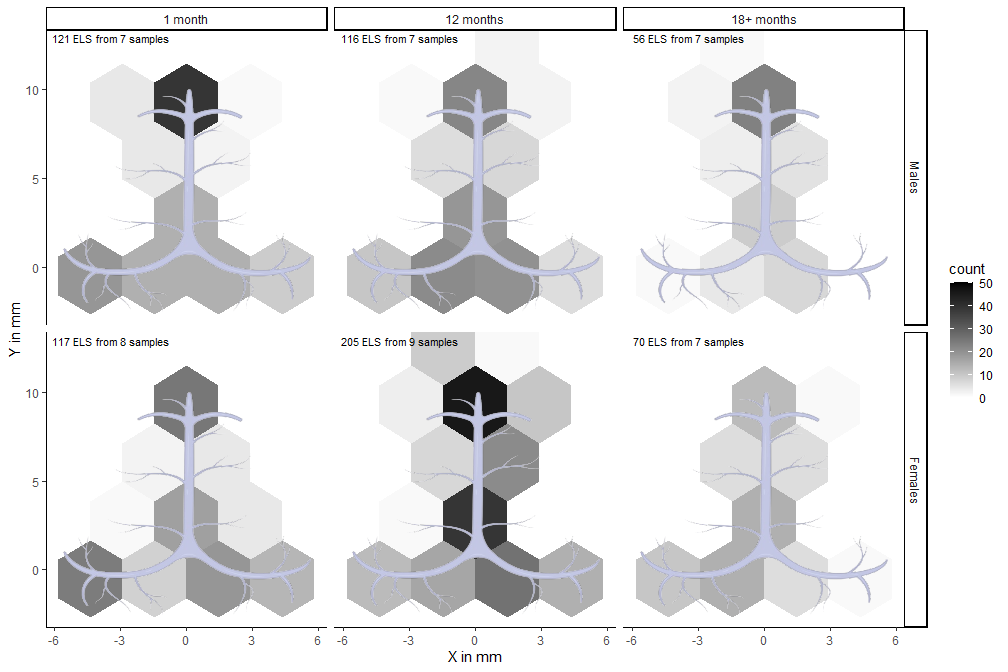 1 month
12 months
18+ months
121 ELS from 7 samples
116 ELS from 7 samples
56 ELS from 7 samples
10
5
0
Males
117 ELS from 8 samples
205 ELS from 9 samples
70 ELS from 7 samples
10
5
0
Females
Y in mm
-6
-3
0
3
6
-6
-3
0
3
6
-6
-3
0
3
6
X in mm
count
50
40
30
20
10
0